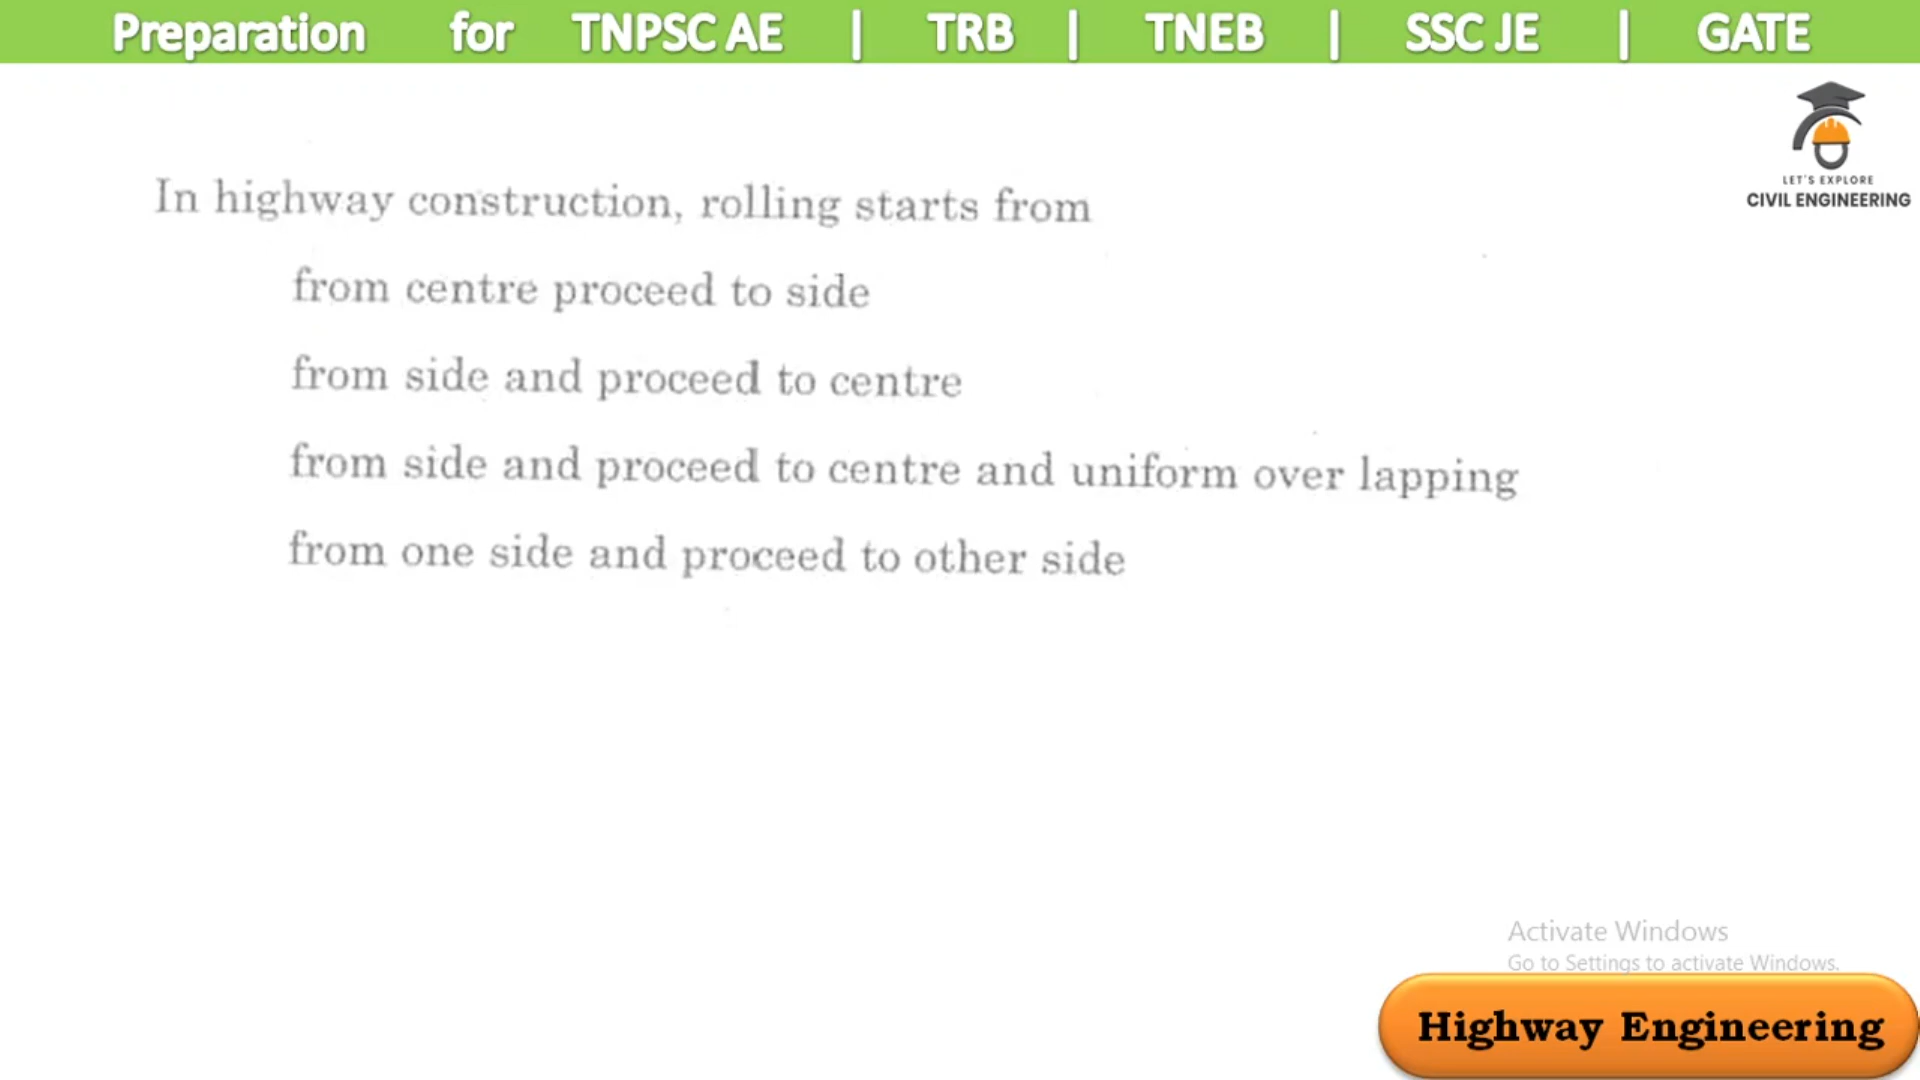 Preparation for TNPSC AE | TRB | TNEB | SSC JE | GATE
LET'S EXPLORE
CIVIL ENGINEERING
In highway construction, rolling starts from
from centre proceed to side
from side and proceed to centre
from side and proceed to centre and uniform over lapping
from one side and proceed to other side
Activate Windows
Go to Settings to activate Windows.
Highway Engineering